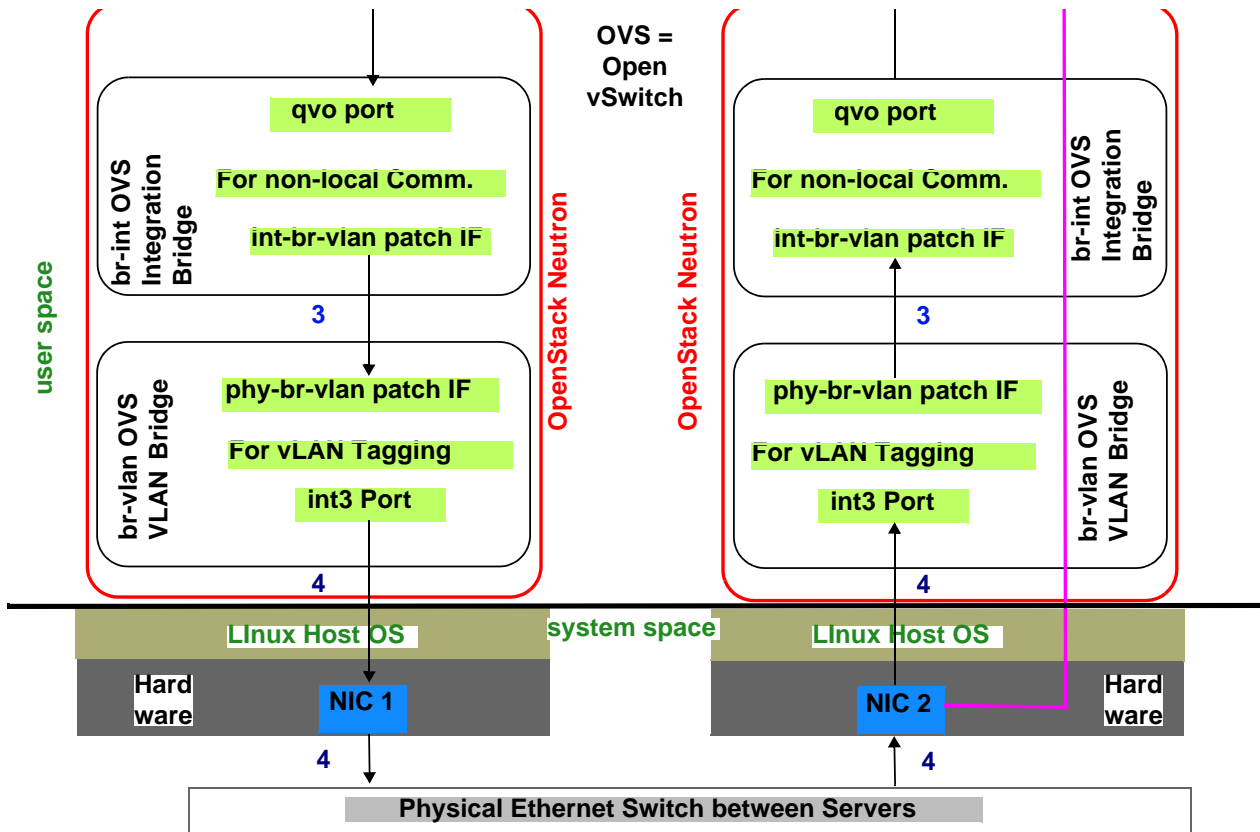 OVS =
Open
vSwitch
user space
br-int OVS
Integration
Bridge
qvo port
For non-local Comm.
int-br-vlan patch IF
3
br-vlan OVS
VLAN Bridge
phy-br-vlan patch IF
For vLAN Tagging
int3 Port
4
OpenStack Neutron
OpenStack Neutron
qvo port
For non-local Comm.
int-br-vlan patch IF
br-int OVS
Integration
Bridge
3
phy-br-vlan patch IF
For vLAN Tagging
int3 Port
br-vlan OVS
VLAN Bridge
4
LInux Host OS
system space
LInux Host OS
Hard
ware
NIC 1
NIC 2
Hard
ware
4
4
Physical Ethernet Switch between Servers